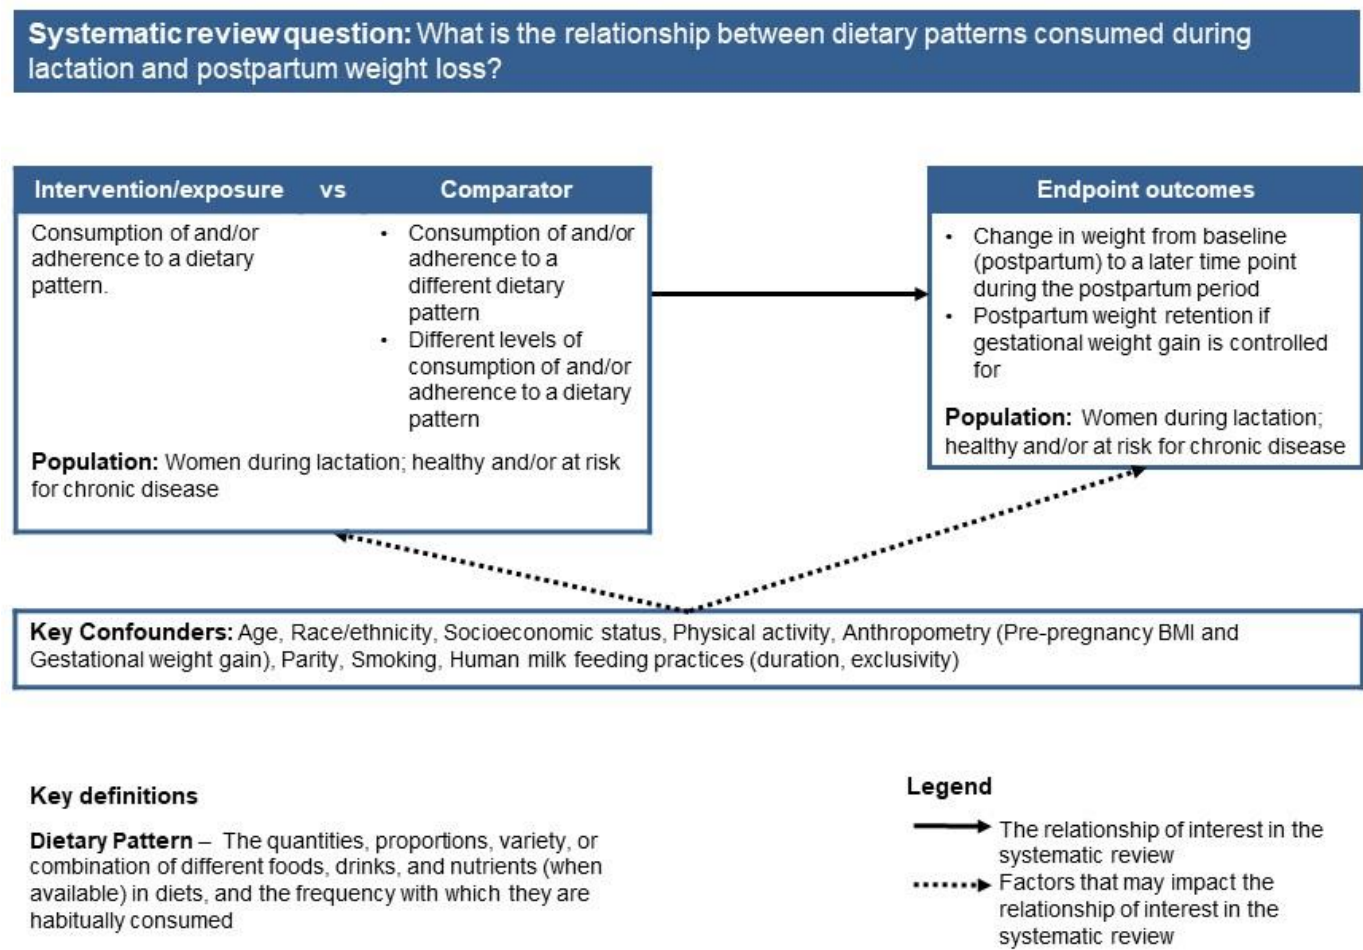 Systematic review question: What is the relationship between dietary patterns consumed during
lactation and postpartum weight loss?
Intervention/exposure vs Comparator
Consumption of and/or
adherence to a dietary
pattern.
• Consumption of and/or
adherence to a
different dietary
pattern
• Different levels of
consumption of and/or
adherence to a dietary
pattern
Population: Women during lactation; healthy and/or at risk
for chronic disease
Endpoint outcomes
• Change in weight from baseline
(postpartum) to a later time point
during the postpartum period
• Postpartum weight retention if
gestational weight gain is controlled
for
Population: Women during lactation;
healthy and/or at risk for chronic disease
Key Confounders: Age, Race/ethnicity, Socioeconomic status, Physical activity, Anthropometry (Pre-pregnancy BMI and
Gestational weight gain), Parity, Smoking, Human milk feeding practices (duration, exclusivity)
Key definitions
Dietary Pattern – The quantities, proportions, variety, or
combination of different foods, drinks, and nutrients (when
available) in diets, and the frequency with which they are
habitually consumed
Legend
The relationship of interest in the
systematic review
Factors that may impact the
relationship of interest in the
systematic review